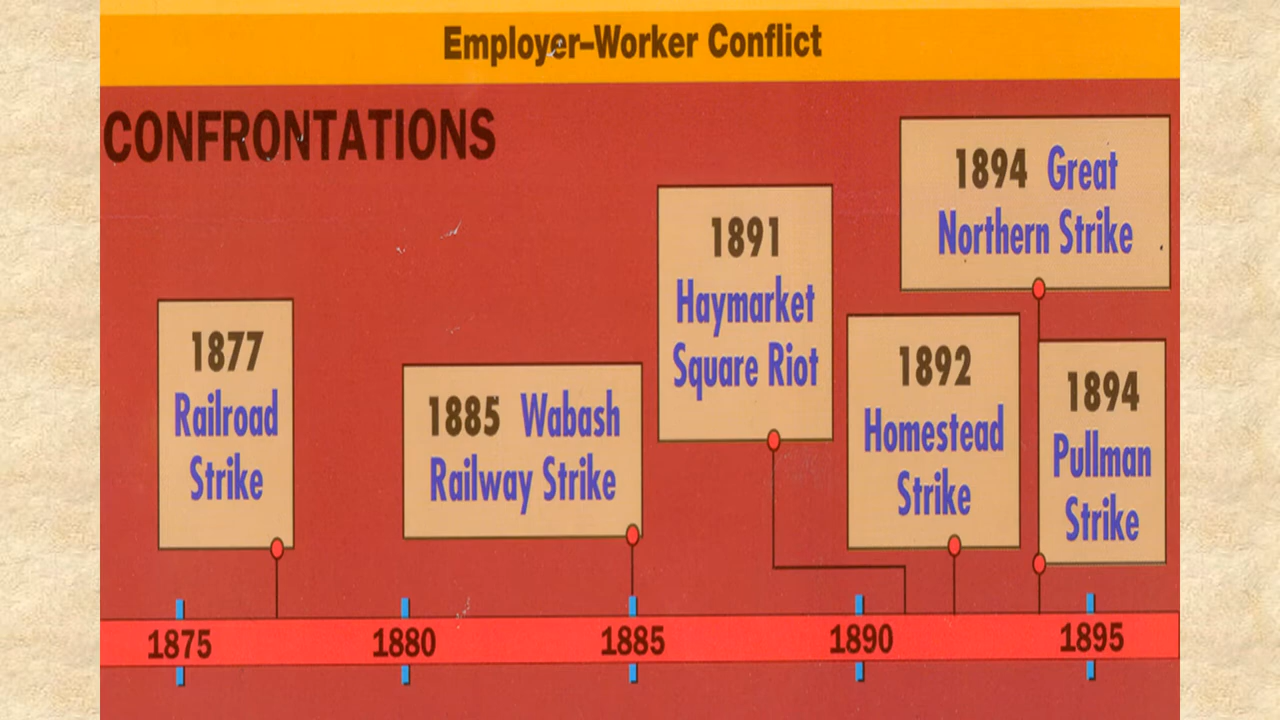 Employer–Worker Conflict
CONFRONTATIONS
1877
Railroad
Strike
1885 Wabash
Railway Strike
1891
Haymarket
Square Riot
1892
Homestead
Strike
1894 Great
Northern Strike
1894
Pullman
Strike
1875 1880 1885 1890 1895